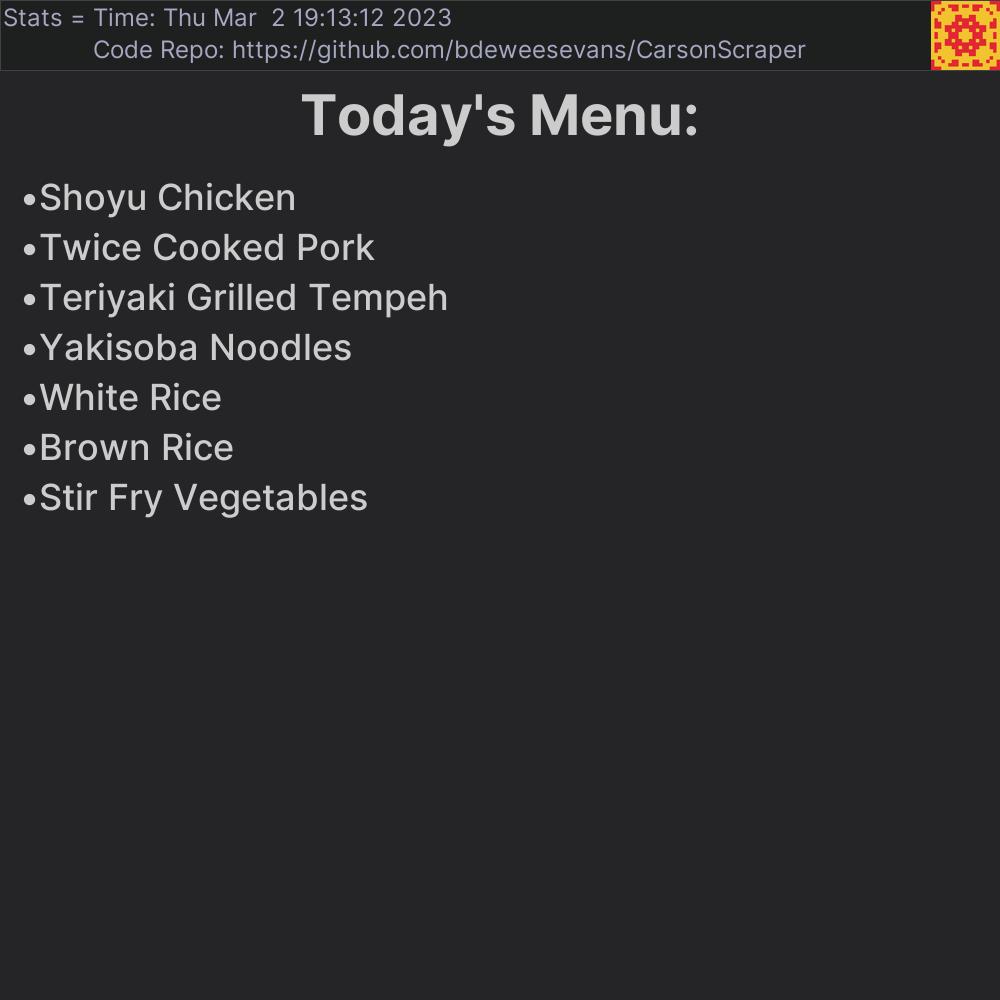 Stats = Time: Thu Mar  2 19:13:12 2023
Code Repo: https://github.com/bdeweesevans/CarsonScraper
Today's Menu:
•Shoyu Chicken
•Twice Cooked Pork
•Teriyaki Grilled Tempeh
•Yakisoba Noodles
•White Rice
•Brown Rice
•Stir Fry Vegetables